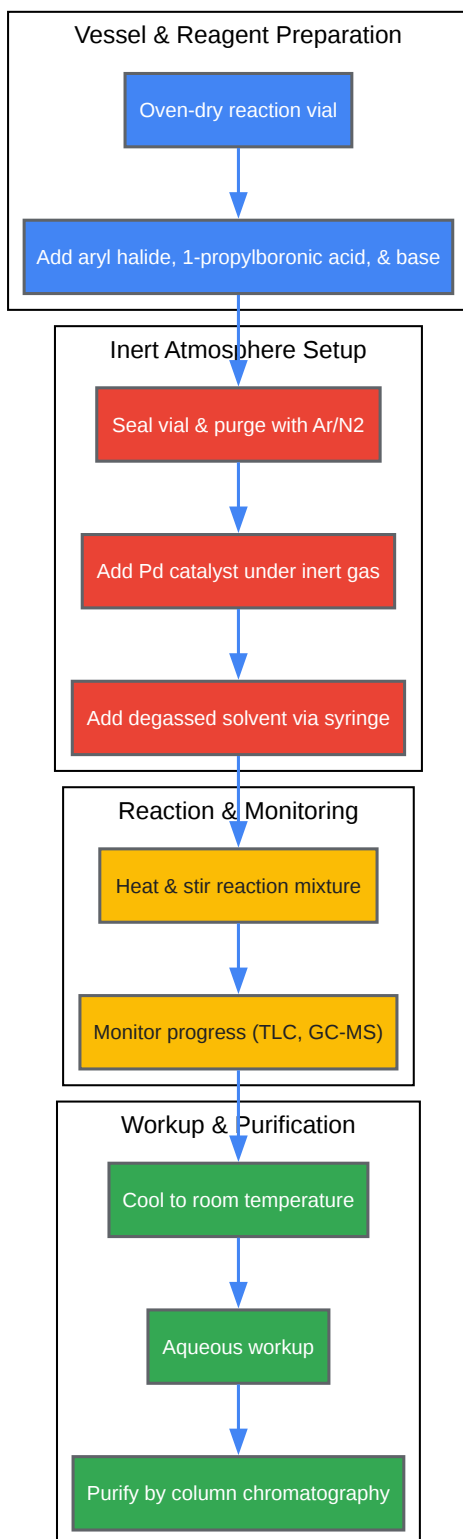 Vessel & Reagent Preparation
Oven-dry reaction vial
Add aryl halide, 1-propylboronic acid, & base
Inert Atmosphere Setup
Seal vial & purge with Ar/N2
Add Pd catalyst under inert gas
Add degassed solvent via syringe
Reaction & Monitoring
Heat & stir reaction mixture
Monitor progress (TLC, GC-MS)
Workup & Purification
Cool to room temperature
Aqueous workup
Purify by column chromatography